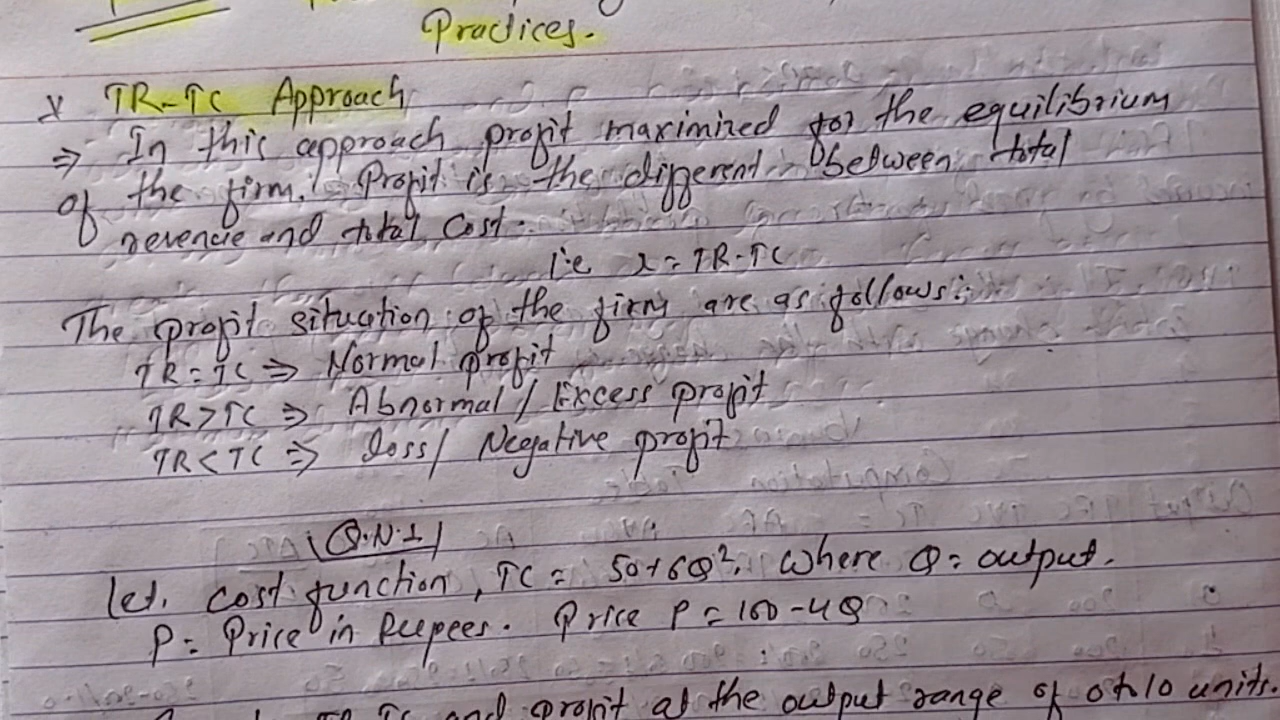 Practices.
* TR-TC Approach
⇒ In this approach profit maximized for the equilibrium
of the firm. Profit is the different between total
revenue and total Cost.
i.e π = TR-TC
The profit situation of the firm are as follows:
TR = TC ⇒ Normal profit
TR > TC ⇒ Abnormal / Excess profit
TR < TC ⇒ loss / Negative profit
Q.N.1
let. cost function, TC = 50+6Q². Where Q = output.
P = Price in Rupees. Price P = 100-4Q
TR, TC and profit at the output range of 0 to 10 units.